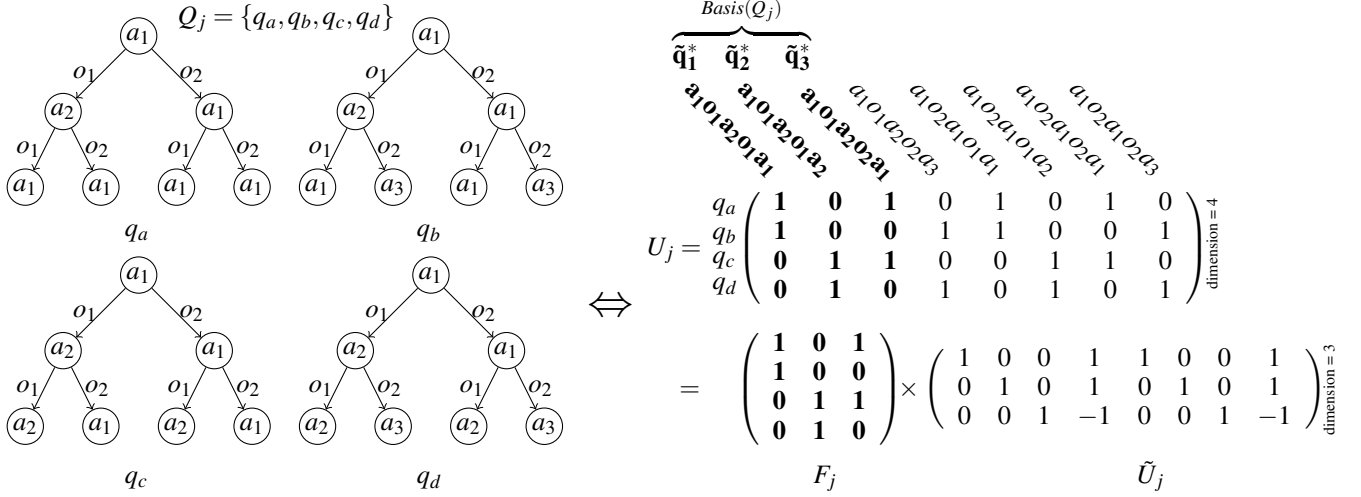 Q_j = {q_a, q_b, q_c, q_d}
a_1 a_1
o_1 o_2 o_1 o_2
a_2 a_1 a_2 a_1
o_1 o_2 o_1 o_2 o_1 o_2 o_1 o_2
a_1 a_1 a_1 a_1 a_1 a_3 a_1 a_3
q_a q_b
a_1 a_1
o_1 o_2 o_1 o_2
a_2 a_1 a_2 a_1
o_1 o_2 o_1 o_2 o_1 o_2 o_1 o_2
a_2 a_1 a_2 a_1 a_2 a_3 a_2 a_3
q_c q_d
⇔
Basis(Q_j)
q̃_1^* q̃_2^* q̃_3^*
a_1o_1a_2o_1a_1 a_1o_1a_2o_1a_2 a_1o_1a_2o_2a_1 a_1o_1a_2o_2a_3 a_1o_2a_1o_1a_1 a_1o_2a_1o_1a_2 a_1o_2a_1o_2a_1 a_1o_2a_1o_2a_3
q_a 1 0 1 0 1 0 1 0
U_j = q_b 1 0 0 1 1 0 0 1
q_c 0 1 1 0 0 1 1 0
q_d 0 1 0 1 0 1 0 1
dimension = 4
1 0 1
1 0 0
0 1 1
0 1 0
= ×
1 0 0 1 1 0 0 1
0 1 0 1 0 1 0 1
0 0 1 −1 0 0 1 −1
dimension = 3
F_j Ũ_j